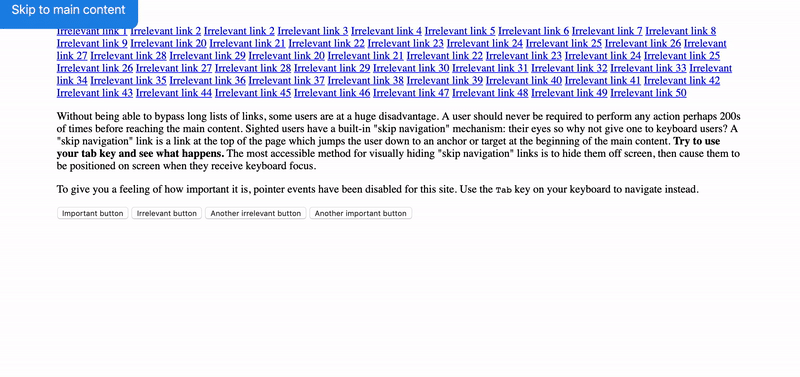 Skip to main content
Irrelevant link 1 Irrelevant link 2 Irrelevant link 2 Irrelevant link 3 Irrelevant link 4 Irrelevant link 5 Irrelevant link 6 Irrelevant link 7 Irrelevant link 8
Irrelevant link 9 Irrelevant link 20 Irrelevant link 21 Irrelevant link 22 Irrelevant link 23 Irrelevant link 24 Irrelevant link 25 Irrelevant link 26 Irrelevant
link 27 Irrelevant link 28 Irrelevant link 29 Irrelevant link 20 Irrelevant link 21 Irrelevant link 22 Irrelevant link 23 Irrelevant link 24 Irrelevant link 25
Irrelevant link 26 Irrelevant link 27 Irrelevant link 28 Irrelevant link 29 Irrelevant link 30 Irrelevant link 31 Irrelevant link 32 Irrelevant link 33 Irrelevant
link 34 Irrelevant link 35 Irrelevant link 36 Irrelevant link 37 Irrelevant link 38 Irrelevant link 39 Irrelevant link 40 Irrelevant link 41 Irrelevant link 42
Irrelevant link 43 Irrelevant link 44 Irrelevant link 45 Irrelevant link 46 Irrelevant link 47 Irrelevant link 48 Irrelevant link 49 Irrelevant link 50
Without being able to bypass long lists of links, some users are at a huge disadvantage. A user should never be required to perform any action perhaps 200s
of times before reaching the main content. Sighted users have a built-in "skip navigation" mechanism: their eyes so why not give one to keyboard users? A
"skip navigation" link is a link at the top of the page which jumps the user down to an anchor or target at the beginning of the main content. Try to use
your tab key and see what happens. The most accessible method for visually hiding "skip navigation" links is to hide them off screen, then cause them to
be positioned on screen when they receive keyboard focus.
To give you a feeling of how important it is, pointer events have been disabled for this site. Use the Tab key on your keyboard to navigate instead.
Important button Irrelevant button Another irrelevant button Another important button